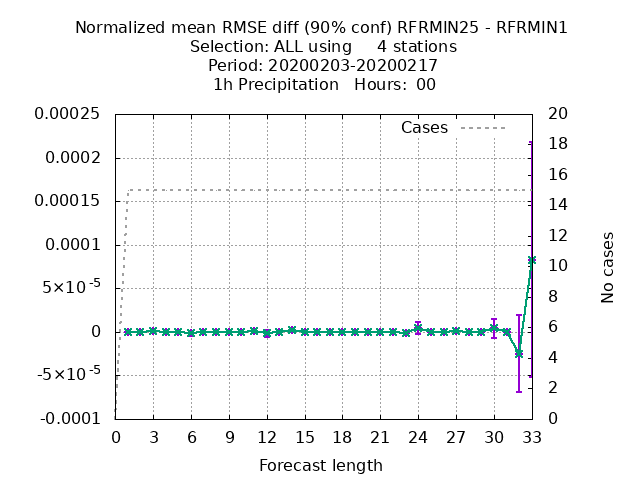 Normalized mean RMSE diff (90% conf) RFRMIN25 - RFRMIN1
Selection: ALL using 4 stations
Period: 20200203-20200217
1h Precipitation Hours: 00
Cases
0.00025
0.0002
0.00015
0.0001
5×10⁻⁵
0
-5×10⁻⁵
-0.0001
20
18
16
14
12
10
8
6
4
2
0
No cases
0 3 6 9 12 15 18 21 24 27 30 33
Forecast length